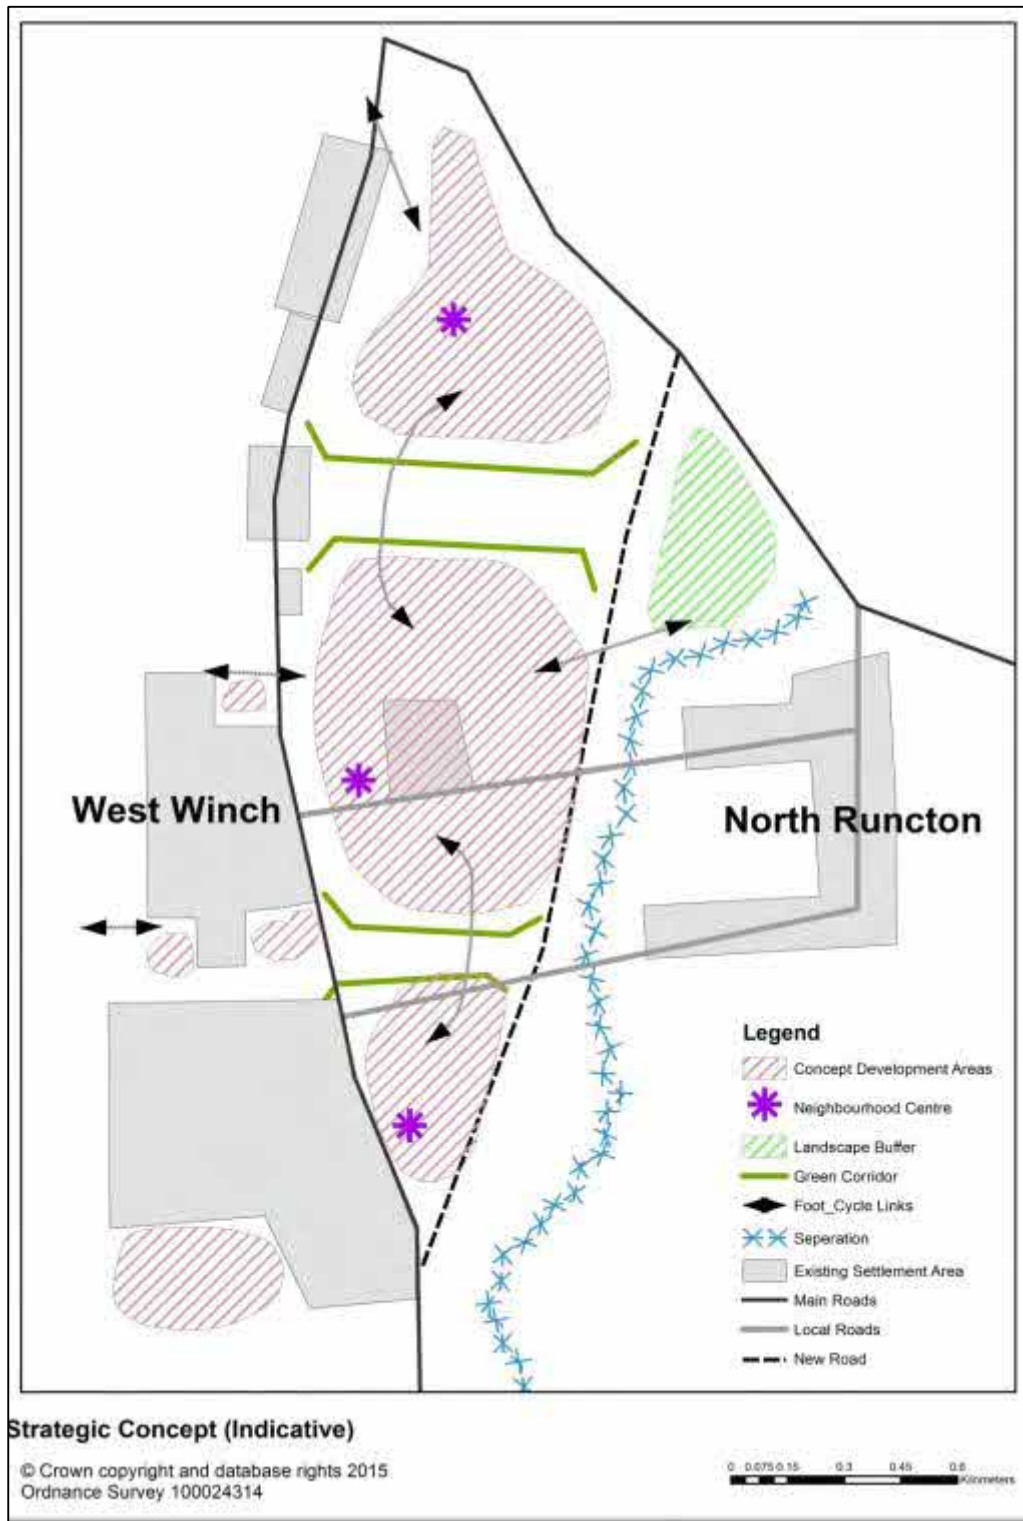 West Winch
North Runcton
Legend
Concept Development Areas
Neighbourhood Centre
Landscape Buffer
Green Corridor
Foot_Cycle Links
Seperation
Existing Settlement Area
Main Roads
Local Roads
New Road
Strategic Concept (Indicative)
© Crown copyright and database rights 2015
Ordnance Survey 100024314
0 0.075 0.15 0.3 0.45 0.6
Kilometers